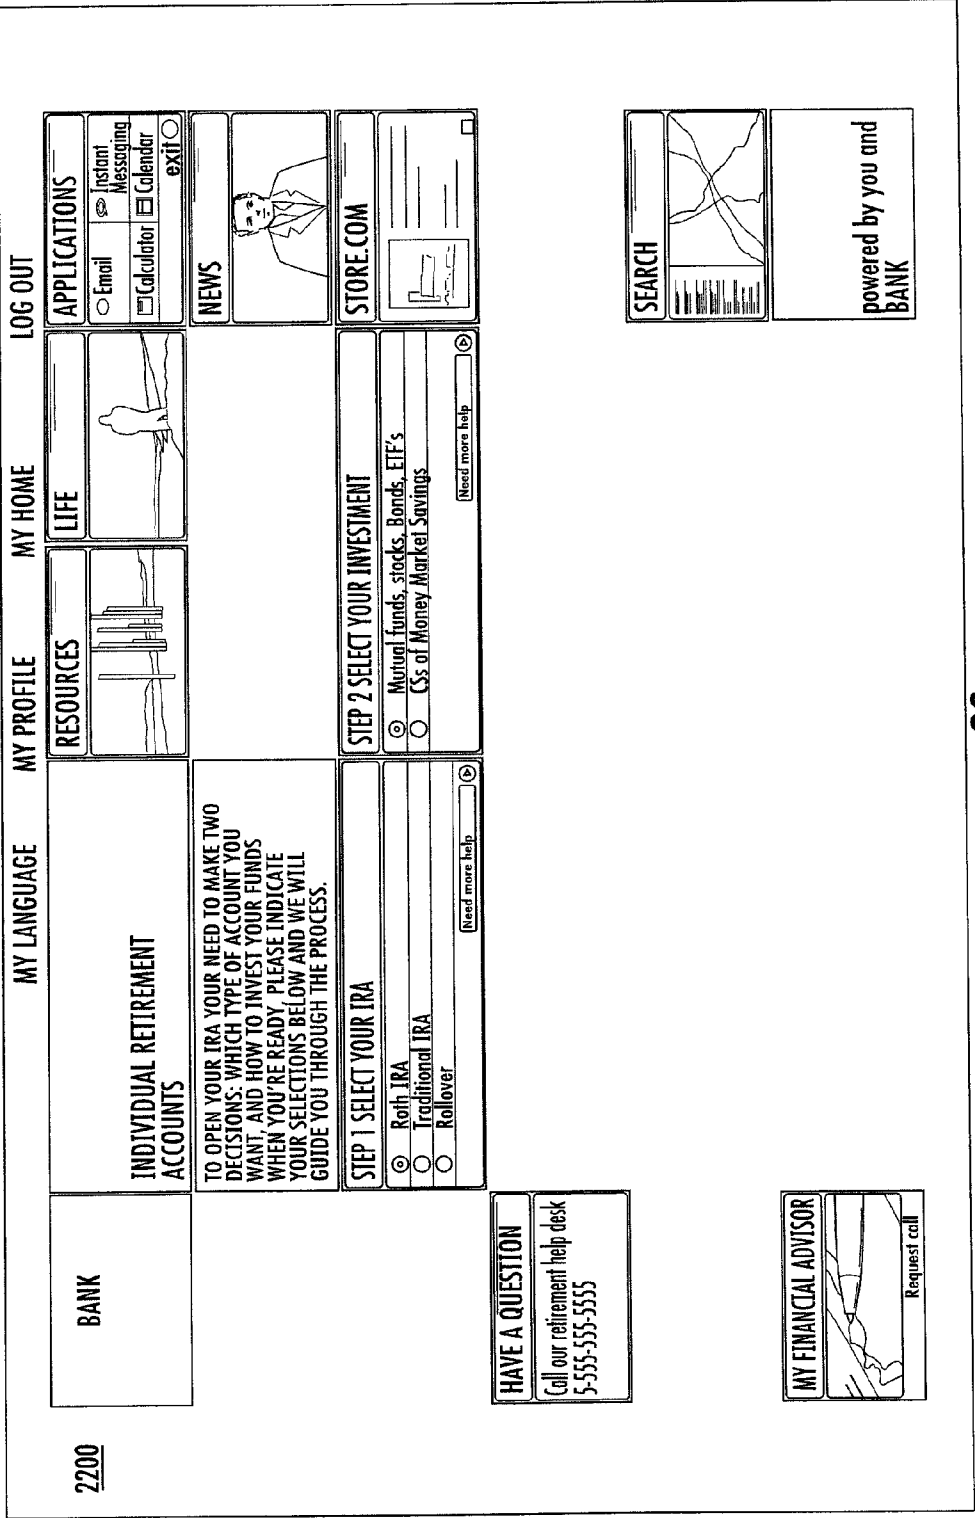 2200
MY LANGUAGE
MY PROFILE
MY HOME
LOG OUT
BANK
INDIVIDUAL RETIREMENT
ACCOUNTS
RESOURCES
LIFE
APPLICATIONS
Email
Instant
Messaging
Calculator
Calendar
exit
TO OPEN YOUR IRA YOUR NEED TO MAKE TWO
DECISIONS: WHICH TYPE OF ACCOUNT YOU
WANT, AND HOW TO INVEST YOUR FUNDS
WHEN YOU'RE READY, PLEASE INDICATE
YOUR SELECTIONS BELOW AND WE WILL
GUIDE YOU THROUGH THE PROCESS.
NEWS
STEP 1 SELECT YOUR IRA
Roth IRA
Traditional IRA
Rollover
Need more help
STEP 2 SELECT YOUR INVESTMENT
Mutual funds, stocks, Bonds, ETF's
CSs of Money Market Savings
Need more help
STORE.COM
HAVE A QUESTION
Call our retirement help desk
5-555-555-5555
SEARCH
MY FINANCIAL ADVISOR
Request call
powered by you and
BANK